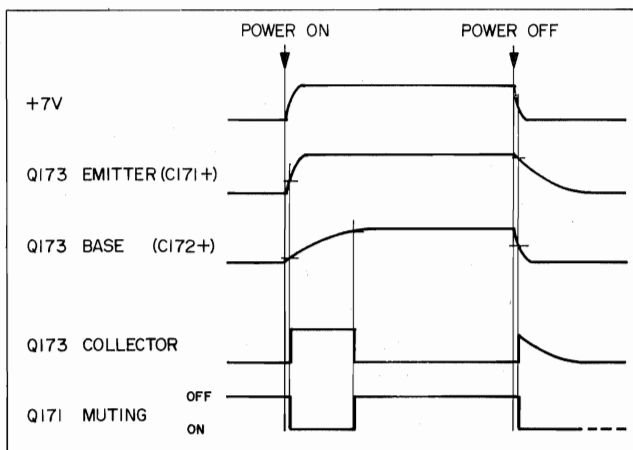 POWER ON POWER OFF
+7V
Q173 EMITTER (C171+)
Q173 BASE (C172+)
Q173 COLLECTOR
Q171 MUTING OFF
ON